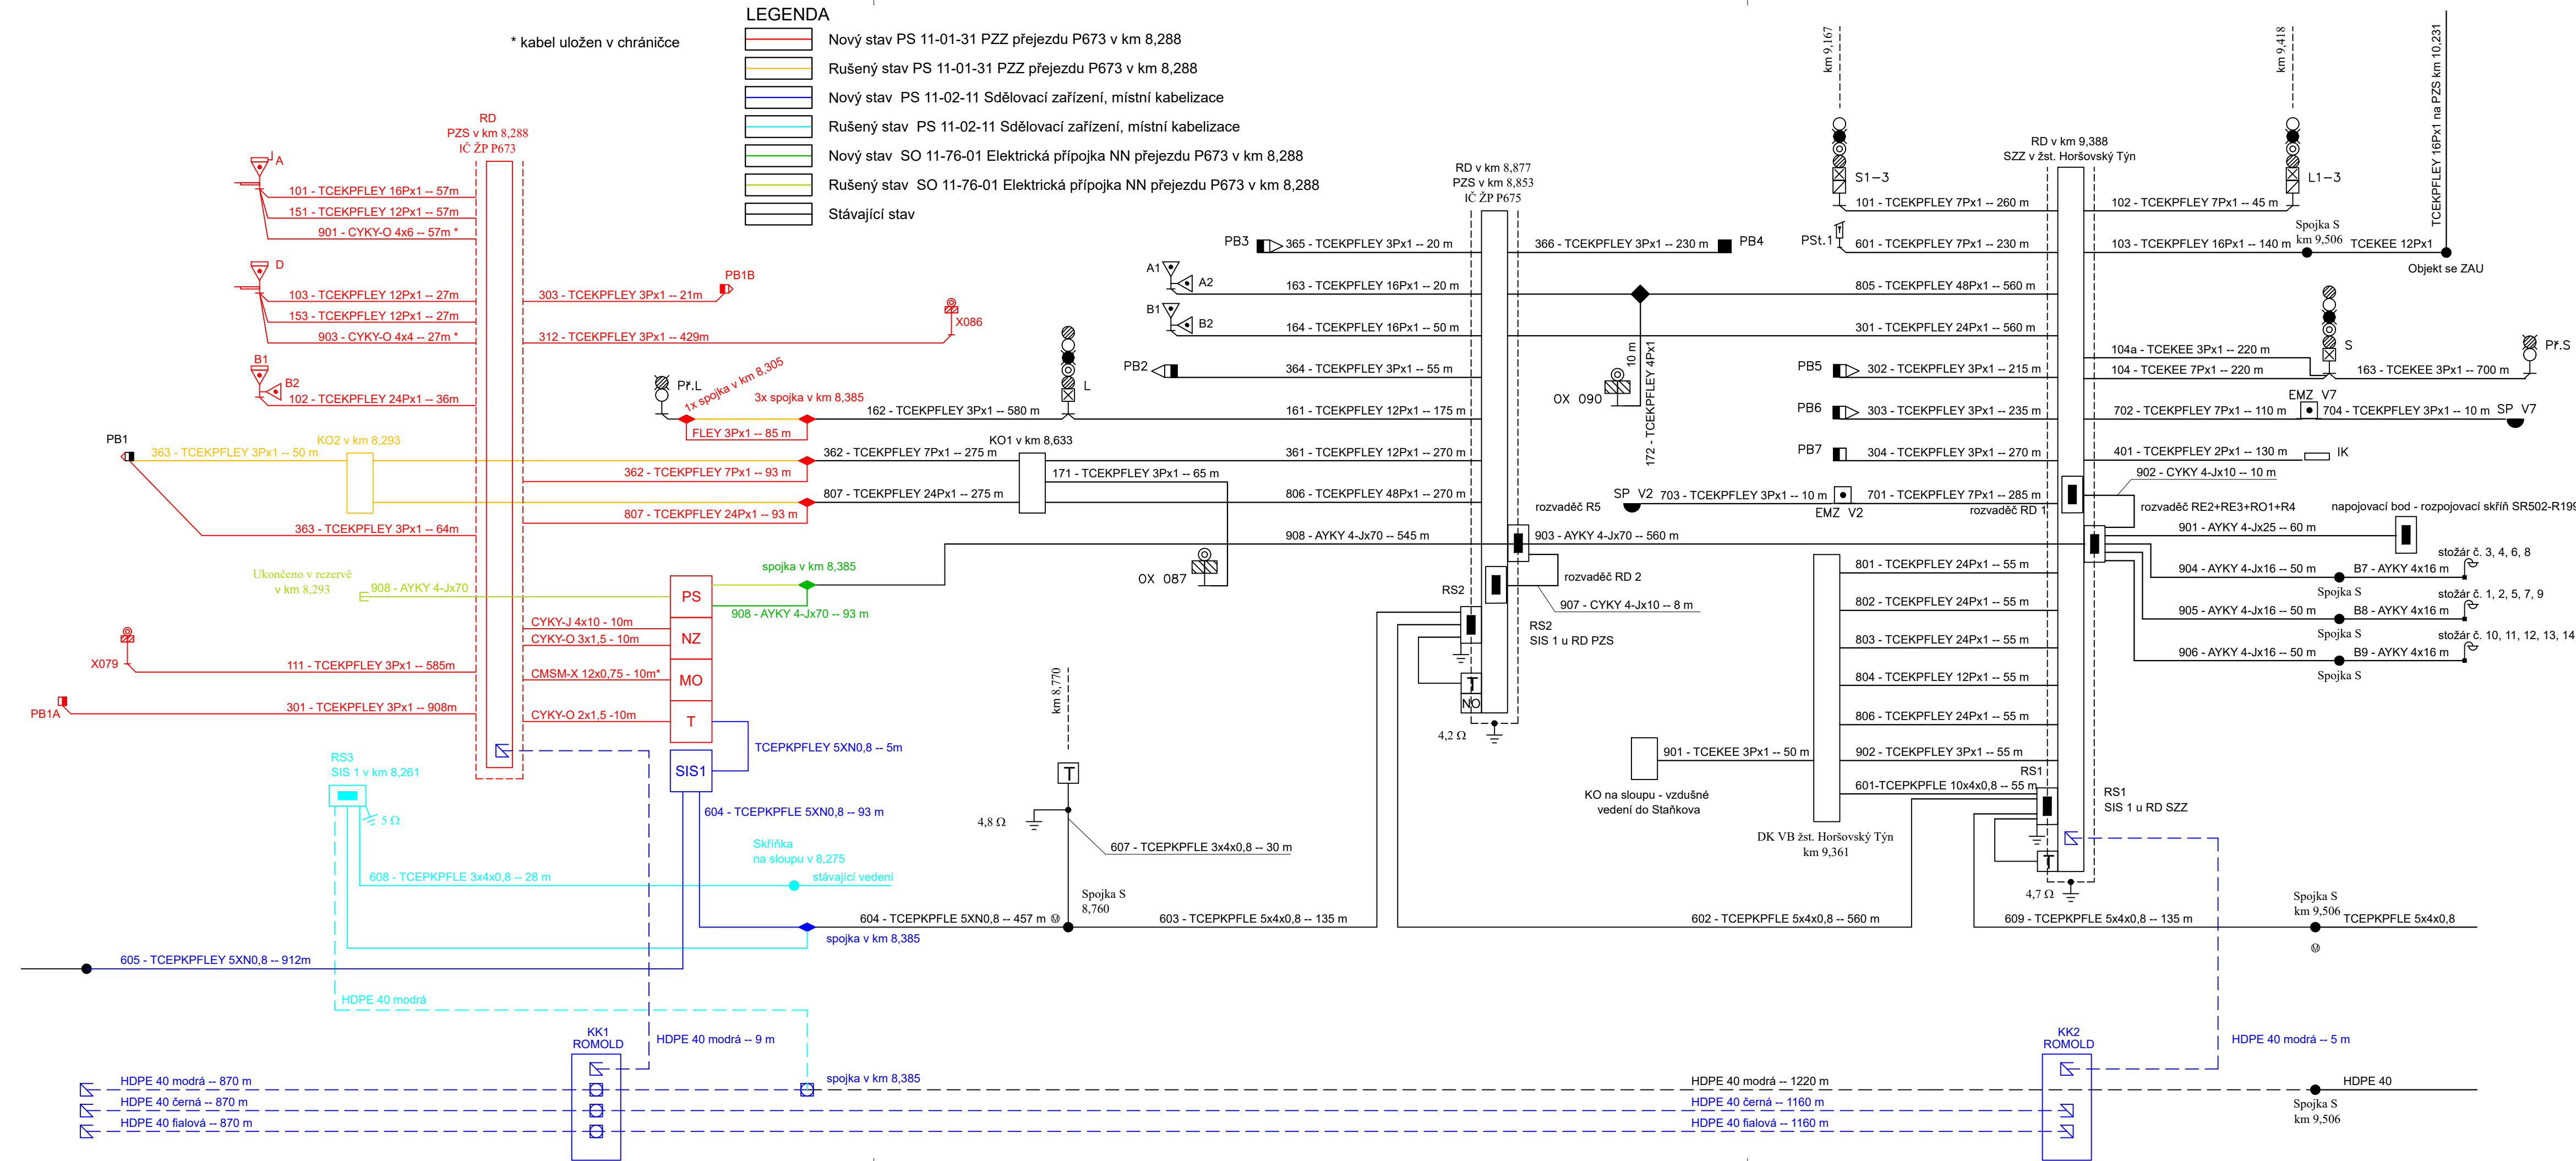 LEGENDA
* kabel uložen v chráničce
Nový stav PS 11-01-31 PZZ přejezdu P673 v km 8,288
Rušený stav PS 11-01-31 PZZ přejezdu P673 v km 8,288
Nový stav  PS 11-02-11 Sdělovací zařízení, místní kabelizace
Rušený stav  PS 11-02-11 Sdělovací zařízení, místní kabelizace
Nový stav  SO 11-76-01 Elektrická přípojka NN přejezdu P673 v km 8,288
Rušený stav  SO 11-76-01 Elektrická přípojka NN přejezdu P673 v km 8,288
Stávající stav
RD
PZS v km 8,288
IČ ŽP P673
A
101 - TCEKPFLEY 16Px1 -- 57m
151 - TCEKPFLEY 12Px1 -- 57m
901 - CYKY-O 4x6 -- 57m *
D
103 - TCEKPFLEY 12Px1 -- 27m
153 - TCEKPFLEY 12Px1 -- 27m
903 - CYKY-O 4x4 -- 27m *
B1
B2
102 - TCEKPFLEY 24Px1 -- 36m
PB1B
303 - TCEKPFLEY 3Px1 -- 21m
X086
312 - TCEKPFLEY 3Px1 -- 429m
PB1
363 - TCEKPFLEY 3Px1 -- 50 m
KO2 v km 8,293
363 - TCEKPFLEY 3Px1 -- 64m
Př.L
1x spojka v km 8,305
3x spojka v km 8,385
FLEY 3Px1 -- 85 m
162 - TCEKPFLEY 3Px1 -- 580 m
L
161 - TCEKPFLEY 12Px1 -- 175 m
362 - TCEKPFLEY 7Px1 -- 93 m
362 - TCEKPFLEY 7Px1 -- 275 m
KO1 v km 8,633
361 - TCEKPFLEY 12Px1 -- 270 m
171 - TCEKPFLEY 3Px1 -- 65 m
807 - TCEKPFLEY 24Px1 -- 93 m
807 - TCEKPFLEY 24Px1 -- 275 m
806 - TCEKPFLEY 48Px1 -- 270 m
OX 087
Ukončeno v rezervě
v km 8,293
908 - AYKY 4-Jx70
spojka v km 8,385
908 - AYKY 4-Jx70 -- 93 m
908 - AYKY 4-Jx70 -- 545 m
PS
NZ
MO
T
SIS1
CYKY-J 4x10 - 10m
CYKY-O 3x1,5 - 10m
CMSM-X 12x0,75 - 10m*
CYKY-O 2x1,5 -10m
X079
111 - TCEKPFLEY 3Px1 -- 585m
PB1A
301 - TCEKPFLEY 3Px1 -- 908m
TCEPKPFLEY 5XN0,8 -- 5m
604 - TCEPKPFLE 5XN0,8 -- 93 m
RS3
SIS 1 v km 8,261
5 Ω
608 - TCEPKPFLE 3x4x0,8 -- 28 m
Skříňka
na sloupu v 8,275
stávající vedení
604 - TCEPKPFLE 5XN0,8 -- 457 m
M
spojka v km 8,385
605 - TCEPKPFLEY 5XN0,8 -- 912m
HDPE 40 modrá
KK1
ROMOLD
HDPE 40 modrá -- 9 m
HDPE 40 modrá -- 870 m
HDPE 40 černá -- 870 m
HDPE 40 fialová -- 870 m
spojka v km 8,385
km 8,770
T
4,8 Ω
607 - TCEPKPFLE 3x4x0,8 -- 30 m
Spojka S
8,760
603 - TCEPKPFLE 5x4x0,8 -- 135 m
RD v km 8,877
PZS v km 8,853
IČ ŽP P675
PB3
365 - TCEKPFLEY 3Px1 -- 20 m
366 - TCEKPFLEY 3Px1 -- 230 m
PB4
A1
A2
163 - TCEKPFLEY 16Px1 -- 20 m
B1
B2
164 - TCEKPFLEY 16Px1 -- 50 m
PB2
364 - TCEKPFLEY 3Px1 -- 55 m
805 - TCEKPFLEY 48Px1 -- 560 m
301 - TCEKPFLEY 24Px1 -- 560 m
OX 090
10 m
172 - TCEKPFLEY 4Px1
rozvaděč R5
903 - AYKY 4-Jx70 -- 560 m
rozvaděč RD 2
907 - CYKY 4-Jx10 -- 8 m
RS2
RS2
SIS 1 u RD PZS
T
NO
4,2 Ω
602 - TCEPKPFLE 5x4x0,8 -- 560 m
km 9,167
S1-3
101 - TCEKPFLEY 7Px1 -- 260 m
PSt.1
601 - TCEKPFLEY 7Px1 -- 230 m
RD v km 9,388
SZZ v žst. Horšovský Týn
km 9,418
L1-3
102 - TCEKPFLEY 7Px1 -- 45 m
103 - TCEKPFLEY 16Px1 -- 140 m
Spojka S
km 9,506
TCEKEE 12Px1
TCEKPFLEY 16Px1 na PZS km 10,231
Objekt se ZAU
PB5
302 - TCEKPFLEY 3Px1 -- 215 m
PB6
303 - TCEKPFLEY 3Px1 -- 235 m
PB7
304 - TCEKPFLEY 3Px1 -- 270 m
104a - TCEKEE 3Px1 -- 220 m
104 - TCEKEE 7Px1 -- 220 m
S
163 - TCEKEE 3Px1 -- 700 m
Př.S
702 - TCEKPFLEY 7Px1 -- 110 m
EMZ V7
704 - TCEKPFLEY 3Px1 -- 10 m
SP V7
401 - TCEKPFLEY 2Px1 -- 130 m
IK
902 - CYKY 4-Jx10 -- 10 m
SP V2
703 - TCEKPFLEY 3Px1 -- 10 m
EMZ V2
701 - TCEKPFLEY 7Px1 -- 285 m
rozvaděč RD 1
rozvaděč RE2+RE3+RO1+R4
napojovací bod - rozpojovací skříň SR502-R199
901 - AYKY 4-Jx25 -- 60 m
stožár č. 3, 4, 6, 8
904 - AYKY 4-Jx16 -- 50 m
B7 - AYKY 4x16 m
Spojka S
stožár č. 1, 2, 5, 7, 9
905 - AYKY 4-Jx16 -- 50 m
B8 - AYKY 4x16 m
Spojka S
stožár č. 10, 11, 12, 13, 14
906 - AYKY 4-Jx16 -- 50 m
B9 - AYKY 4x16 m
Spojka S
801 - TCEKPFLEY 24Px1 -- 55 m
802 - TCEKPFLEY 24Px1 -- 55 m
803 - TCEKPFLEY 24Px1 -- 55 m
804 - TCEKPFLEY 12Px1 -- 55 m
806 - TCEKPFLEY 24Px1 -- 55 m
902 - TCEKPFLEY 3Px1 -- 55 m
601-TCEPKPFLE 10x4x0,8 -- 55 m
901 - TCEKEE 3Px1 -- 50 m
KO na sloupu - vzdušné
vedení do Staňkova
DK VB žst. Horšovský Týn
km 9,361
RS1
RS1
SIS 1 u RD SZZ
T
4,7 Ω
609 - TCEPKPFLE 5x4x0,8 -- 135 m
Spojka S
km 9,506
TCEPKPFLE 5x4x0,8
M
KK2
ROMOLD
HDPE 40 modrá -- 5 m
HDPE 40 modrá -- 1220 m
HDPE 40 černá -- 1160 m
HDPE 40 fialová -- 1160 m
HDPE 40
Spojka S
km 9,506